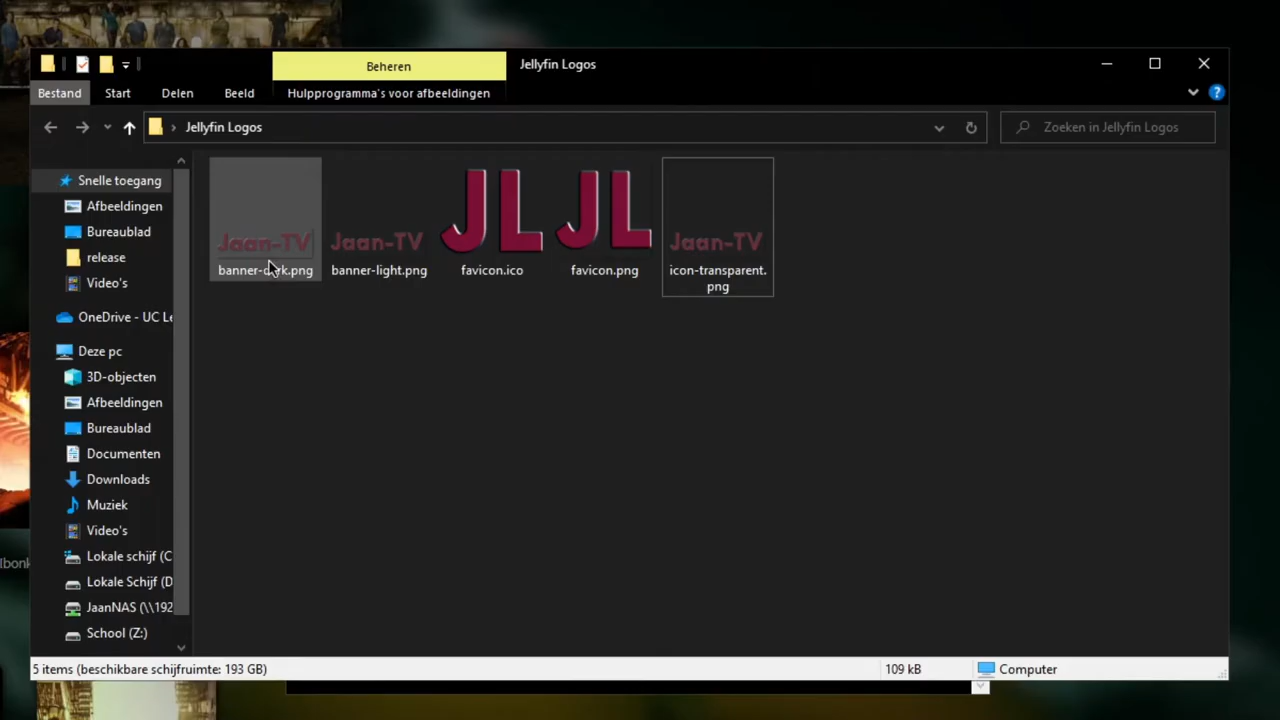 Beheren
Jellyfin Logos
Bestand
Start
Delen
Beeld
Hulpprogramma's voor afbeeldingen
Jellyfin Logos
Zoeken in Jellyfin Logos
Snelle toegang
Afbeeldingen
Bureaublad
release
Video's
OneDrive - UC Le
Deze pc
3D-objecten
Afbeeldingen
Bureaublad
Documenten
Downloads
Muziek
Video's
Lokale schijf (C
Lokale Schijf (D
JaanNAS (\\192
School (Z:)
Jaan-TV
banner-dark.png
Jaan-TV
banner-light.png
JL
favicon.ico
JL
favicon.png
Jaan-TV
icon-transparent.
png
5 items (beschikbare schijfruimte: 193 GB)
109 kB
Computer